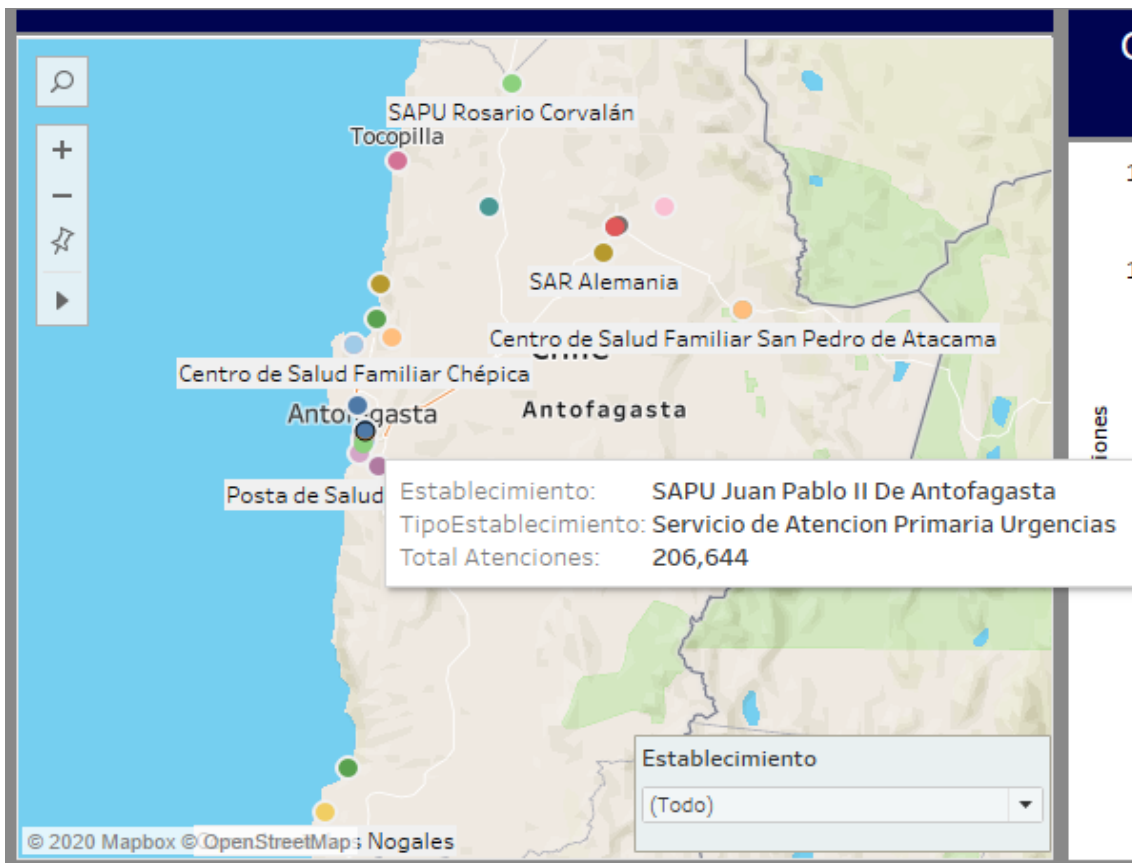 SAPU Rosario Corvalán
Tocopilla
SAR Alemania
Centro de Salud Familiar San Pedro de Atacama
Centro de Salud Familiar Chépica
Antofagasta
Antofagasta
Posta de Salud
Establecimiento: SAPU Juan Pablo II De Antofagasta
TipoEstablecimiento: Servicio de Atencion Primaria Urgencias
Total Atenciones: 206,644
Establecimiento
(Todo)
© 2020 Mapbox © OpenStreetMap Nogales